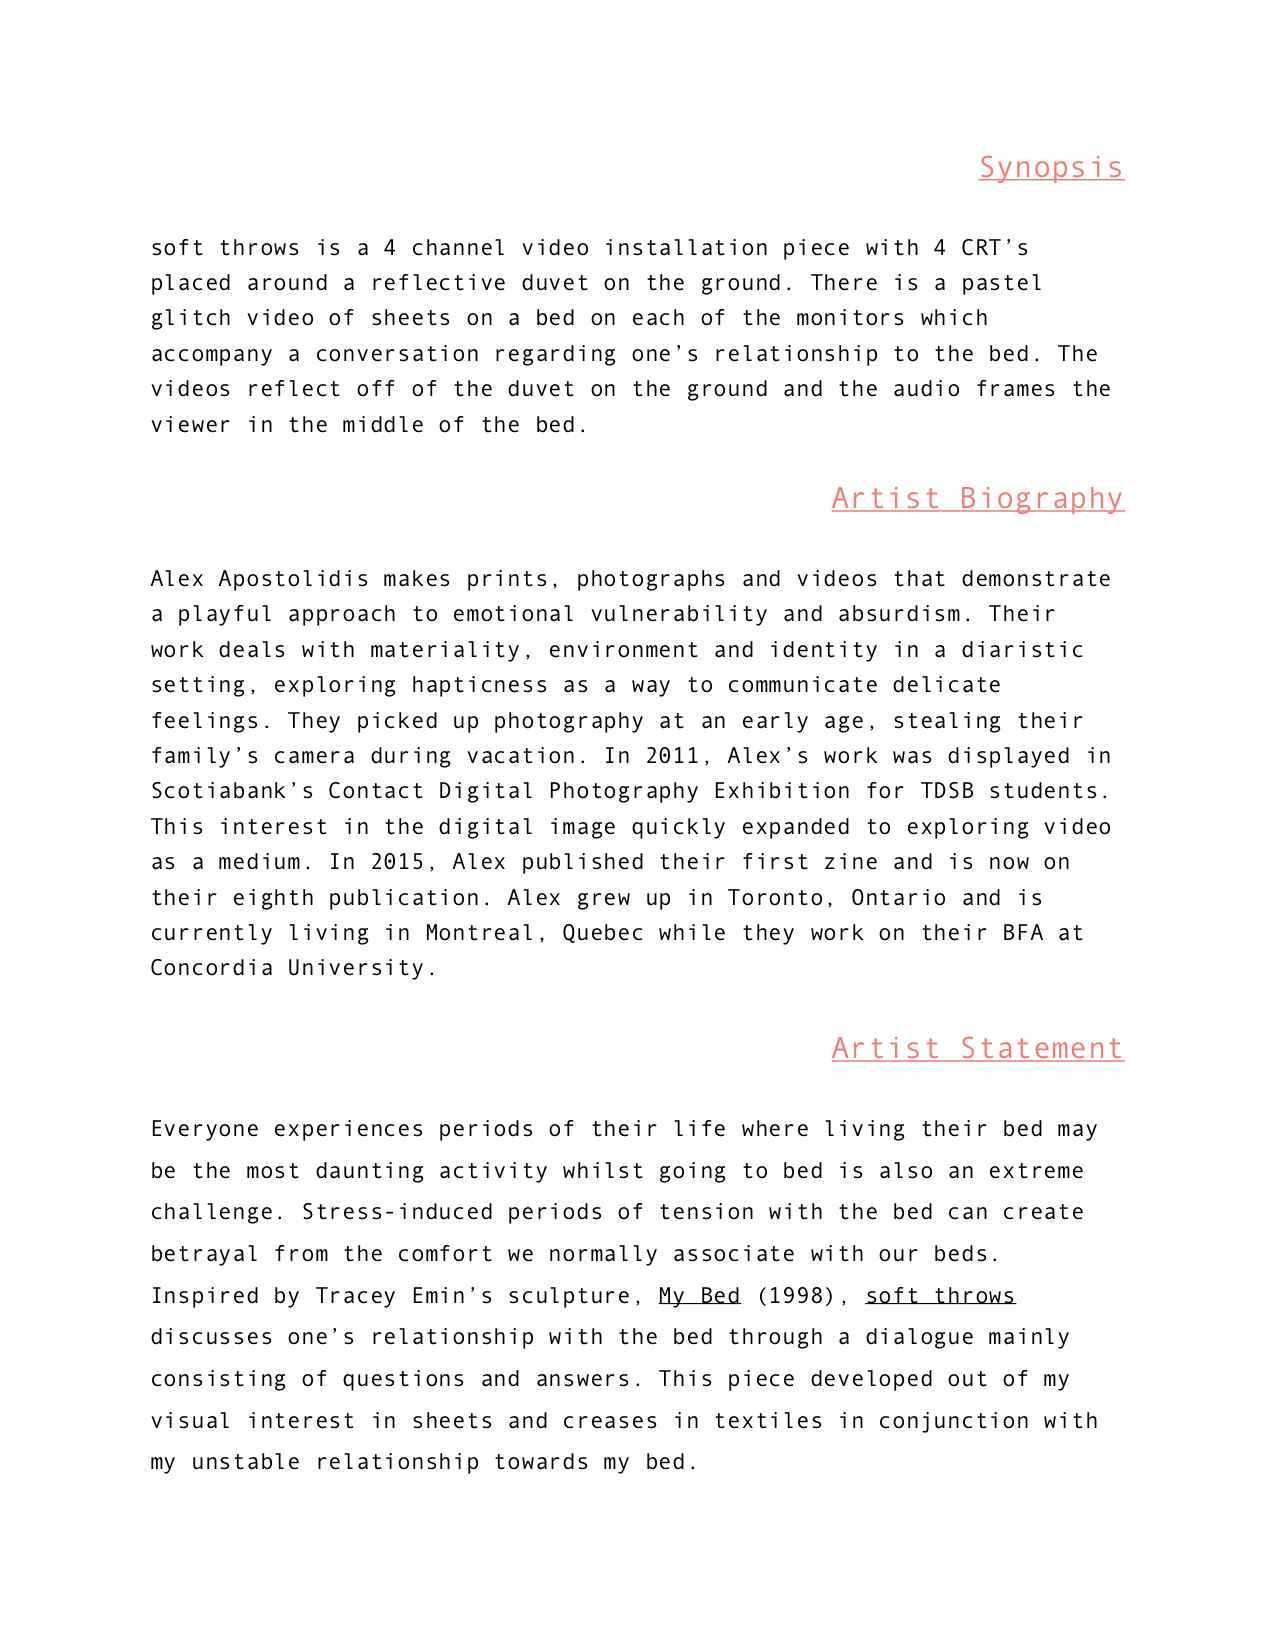 Synopsis
soft throws is a 4 channel video installation piece with 4 CRT’s
placed around a reflective duvet on the ground. There is a pastel
glitch video of sheets on a bed on each of the monitors which
accompany a conversation regarding one’s relationship to the bed. The
videos reflect off of the duvet on the ground and the audio frames the
viewer in the middle of the bed.
Artist Biography
Alex Apostolidis makes prints, photographs and videos that demonstrate
a playful approach to emotional vulnerability and absurdism. Their
work deals with materiality, environment and identity in a diaristic
setting, exploring hapticness as a way to communicate delicate
feelings. They picked up photography at an early age, stealing their
family’s camera during vacation. In 2011, Alex’s work was displayed in
Scotiabank’s Contact Digital Photography Exhibition for TDSB students.
This interest in the digital image quickly expanded to exploring video
as a medium. In 2015, Alex published their first zine and is now on
their eighth publication. Alex grew up in Toronto, Ontario and is
currently living in Montreal, Quebec while they work on their BFA at
Concordia University.
Artist Statement
Everyone experiences periods of their life where living their bed may
be the most daunting activity whilst going to bed is also an extreme
challenge. Stress-induced periods of tension with the bed can create
betrayal from the comfort we normally associate with our beds.
Inspired by Tracey Emin’s sculpture, My Bed (1998), soft throws
discusses one’s relationship with the bed through a dialogue mainly
consisting of questions and answers. This piece developed out of my
visual interest in sheets and creases in textiles in conjunction with
my unstable relationship towards my bed.